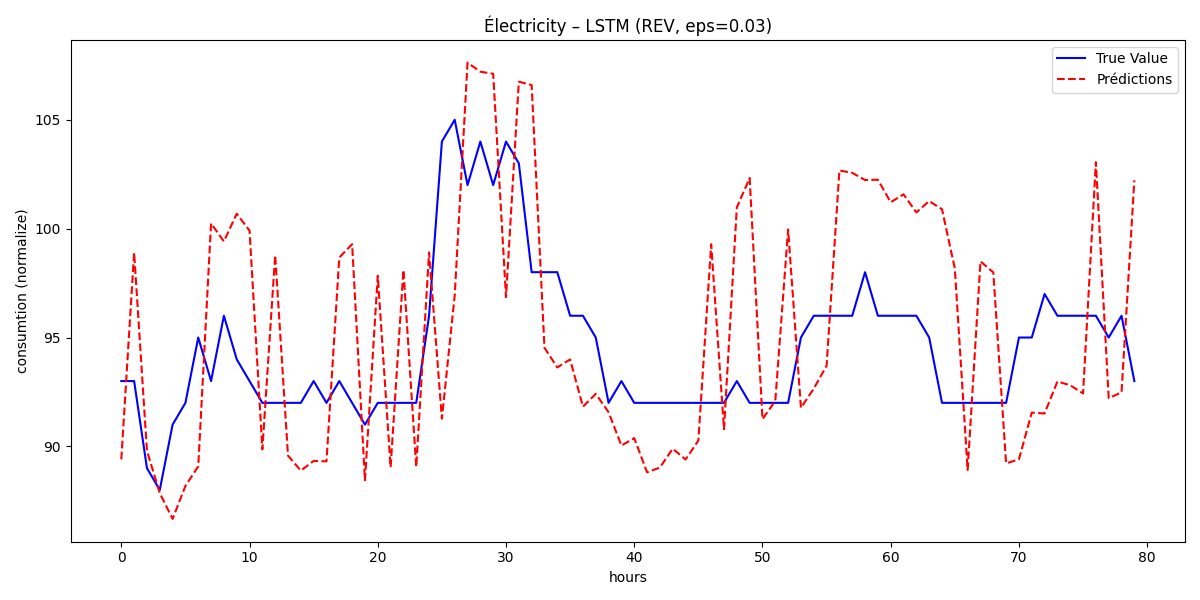 Électricity – LSTM (REV, eps=0.03)
True Value
Prédictions
consumtion (normalize)
105
100
95
90
0 10 20 30 40 50 60 70 80
hours